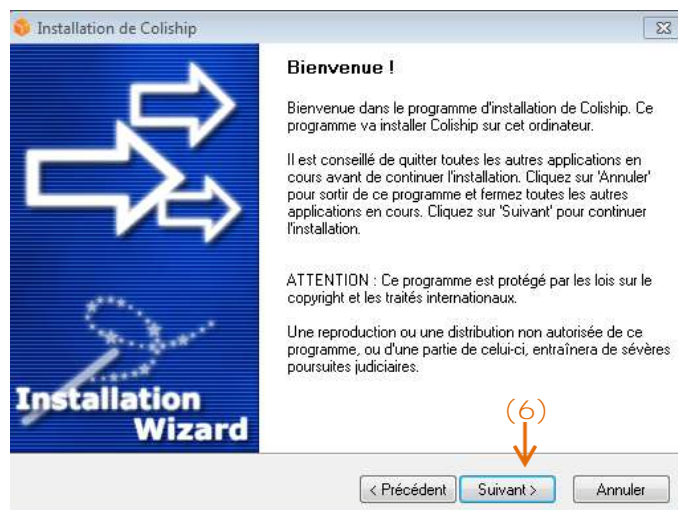 Installation de Coliship
Bienvenue !
Bienvenue dans le programme d'installation de Coliship. Ce
programme va installer Coliship sur cet ordinateur.
Il est conseillé de quitter toutes les autres applications en
cours avant de continuer l'installation. Cliquez sur 'Annuler'
pour sortir de ce programme et fermez toutes les autres
applications en cours. Cliquez sur 'Suivant' pour continuer
l'installation.
ATTENTION : Ce programme est protégé par les lois sur le
copyright et les traités internationaux.
Une reproduction ou une distribution non autorisée de ce
programme, ou d'une partie de celui-ci, entraînera de sévères
poursuites judiciaires.
Installation
Wizard
(6)
< Précédent Suivant > Annuler